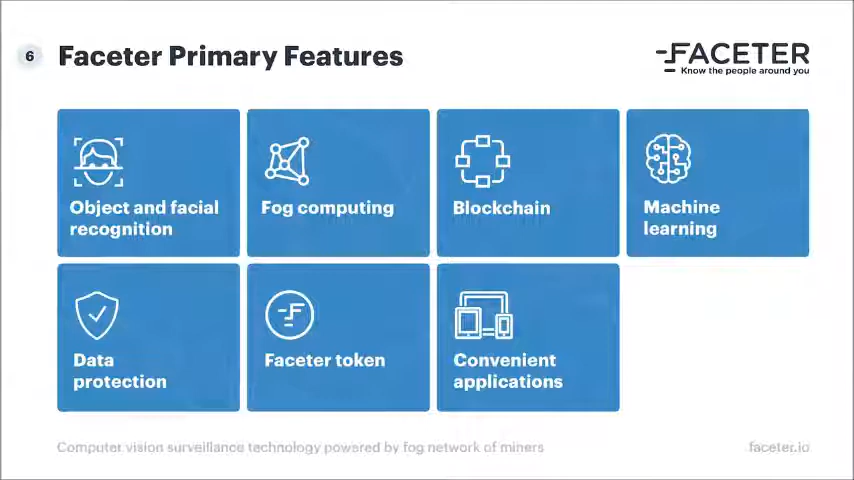 6 Faceter Primary Features
FACETER
Know the people around you
Object and facial
recognition
Fog computing
Blockchain
Machine
learning
Data
protection
Faceter token
Convenient
applications
Computer vision surveillance technology powered by fog network of miners
faceter.io